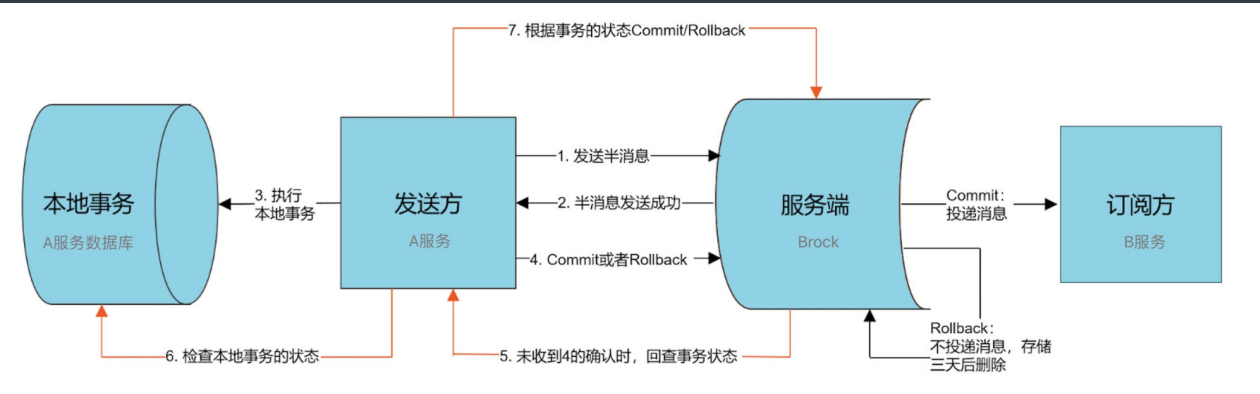 7. 根据事务的状态Commit/Rollback
本地事务
A服务数据库
3. 执行
本地事务
发送方
A服务
1. 发送半消息
2. 半消息发送成功
4. Commit或者Rollback
服务端
Brock
Commit：
投递消息
订阅方
B服务
Rollback：
不投递消息，存储
三天后删除
6. 检查本地事务的状态
5. 未收到4的确认时，回查事务状态